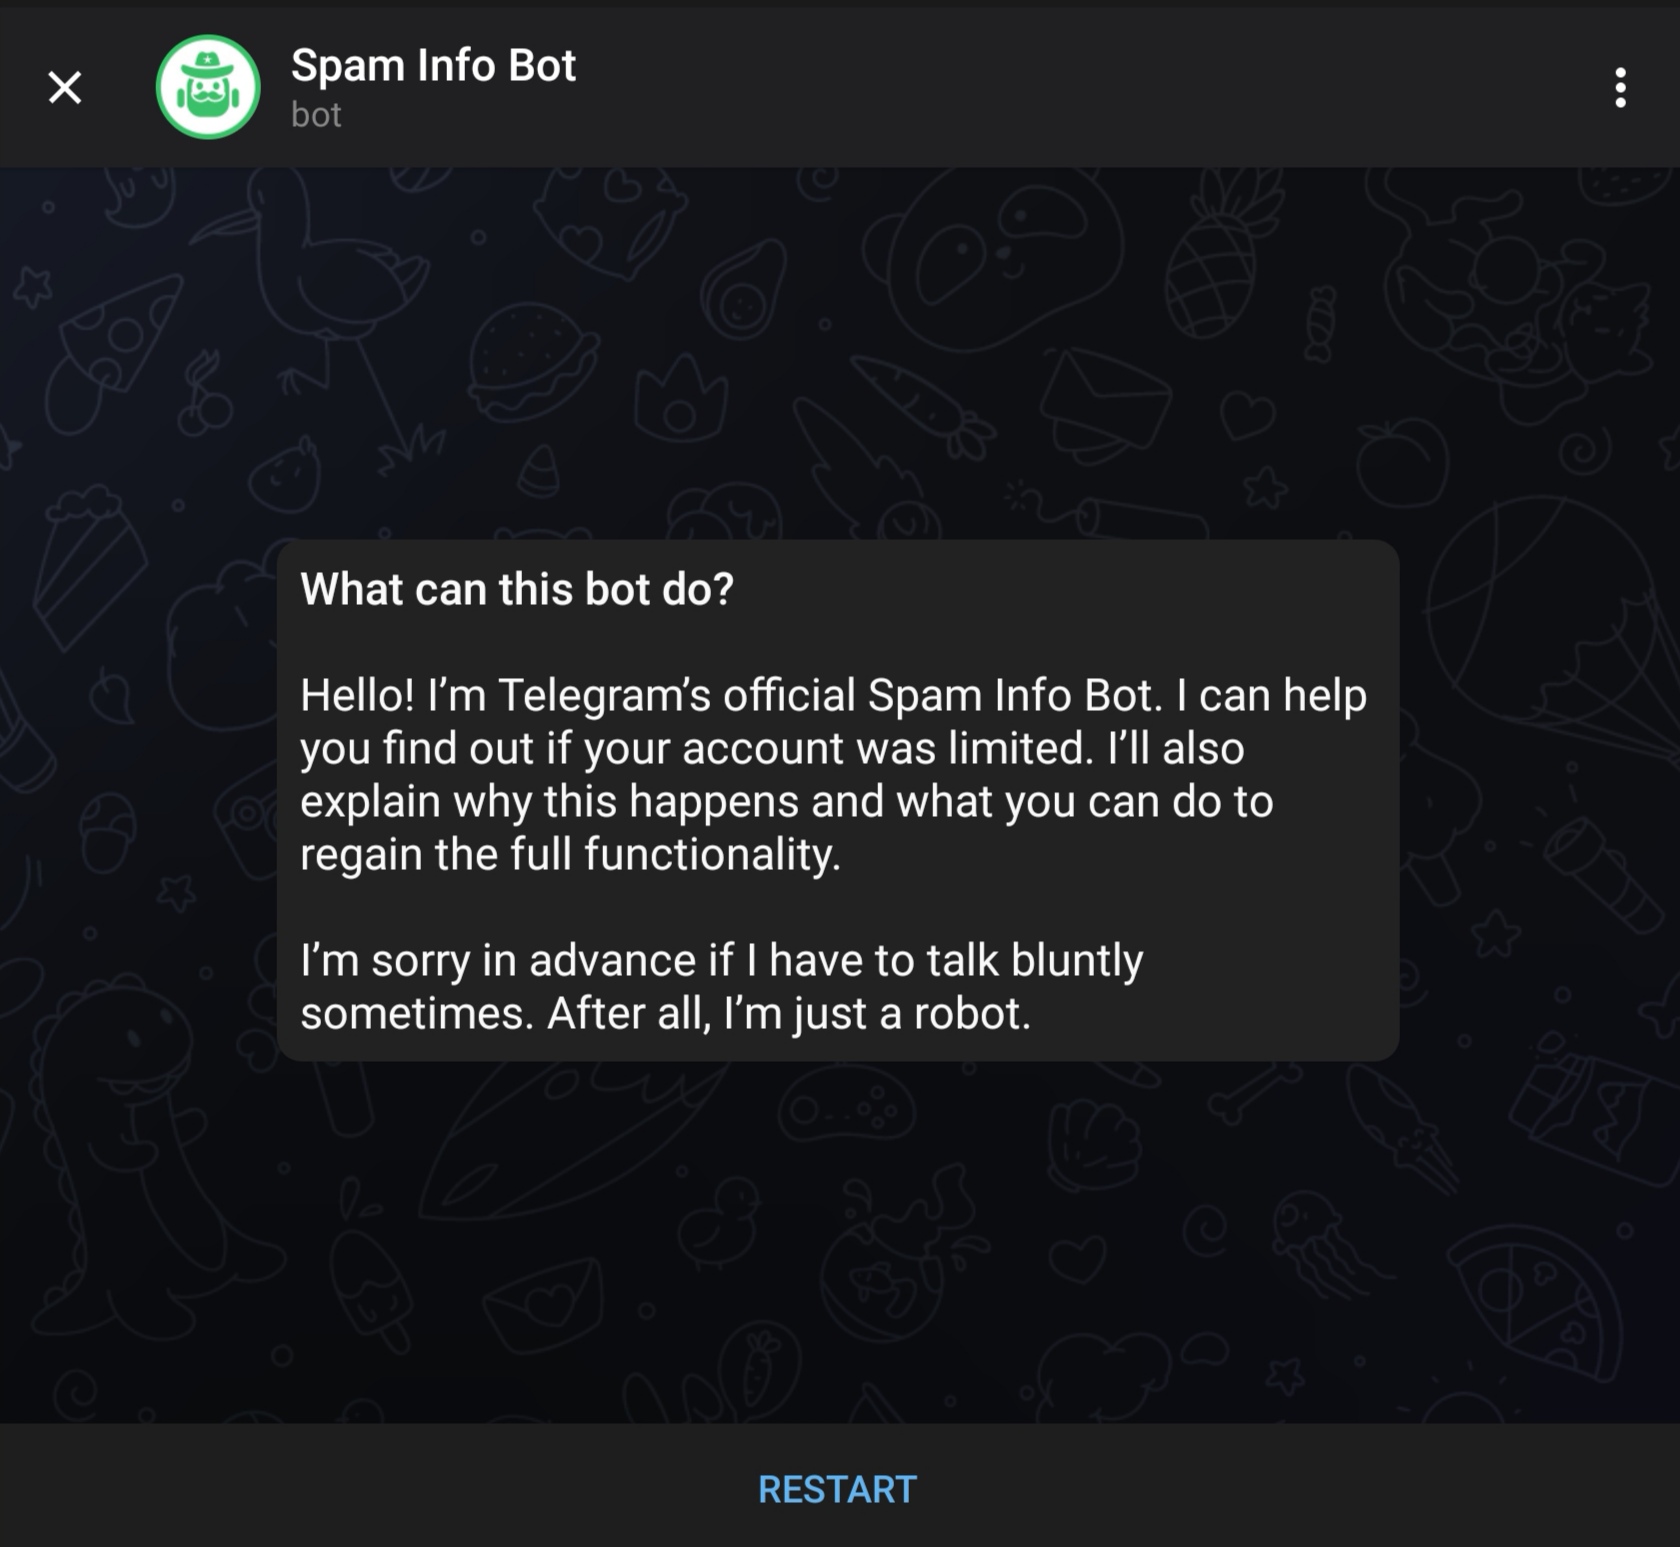 Spam Info Bot
bot
What can this bot do?
Hello! I’m Telegram’s official Spam Info Bot. I can help
you find out if your account was limited. I’ll also
explain why this happens and what you can do to
regain the full functionality.
I’m sorry in advance if I have to talk bluntly
sometimes. After all, I’m just a robot.
RESTART